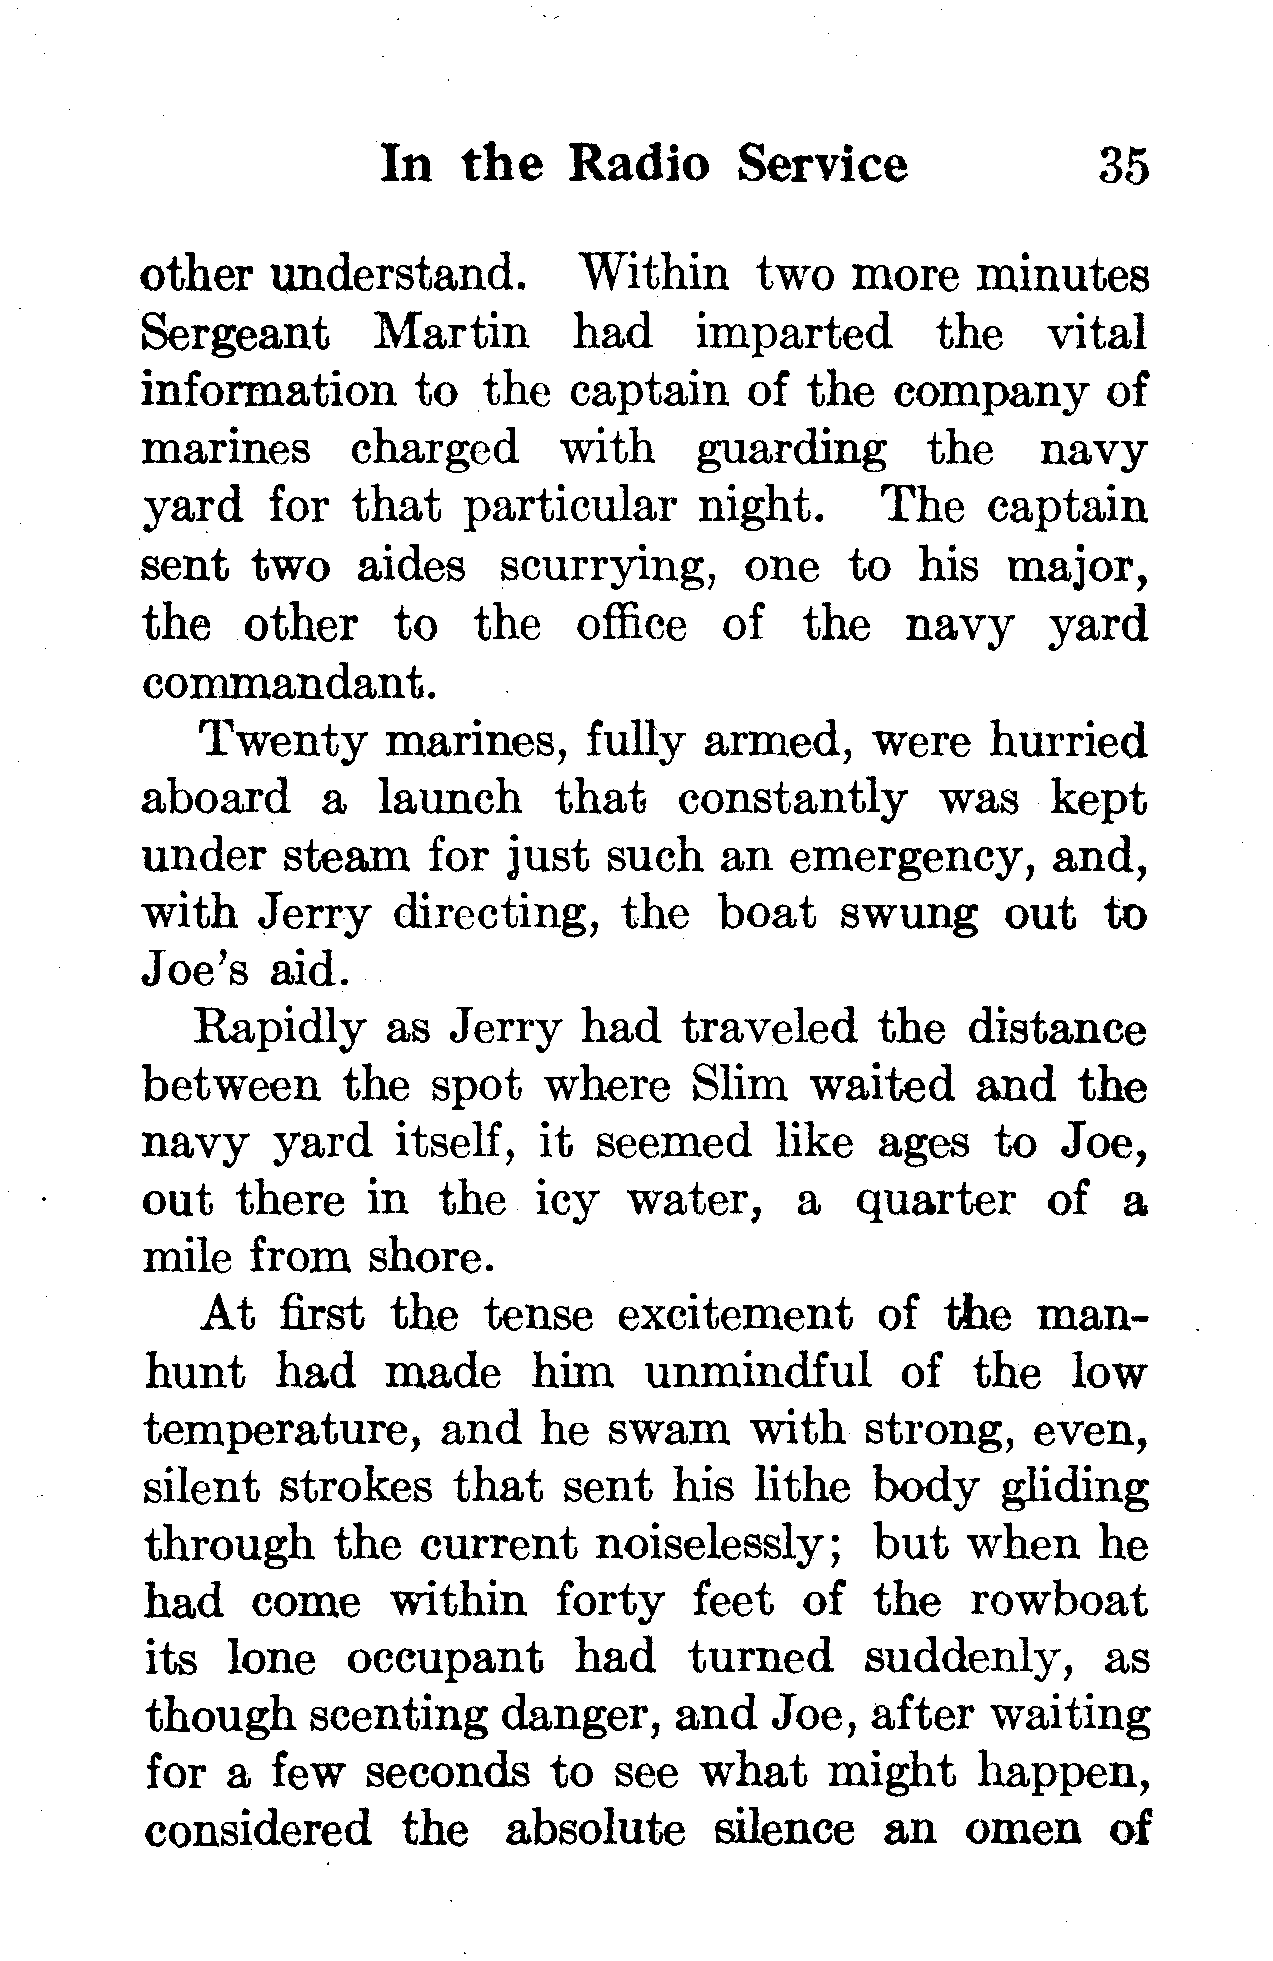 In the Radio Service 35
other understand. Within two more minutes
Sergeant Martin had imparted the vital
information to the captain of the company of
marines charged with guarding the navy
yard for that particular night. The captain
sent two aides scurrying, one to his major,
the other to the office of the navy yard
commandant.
Twenty marines, fully armed, were hurried
aboard a launch that constantly was kept
under steam for just such an emergency, and,
with Jerry directing, the boat swung out to
Joe's aid.
Rapidly as Jerry had traveled the distance
between the spot where Slim waited and the
navy yard itself, it seemed like ages to Joe,
out there in the icy water, a quarter of a
mile from shore.
At first the tense excitement of the man-
hunt had made him unmindful of the low
temperature, and he swam with strong, even,
silent strokes that sent his lithe body gliding
through the current noiselessly; but when he
had come within forty feet of the rowboat
its lone occupant had turned suddenly, as
though scenting danger, and Joe, after waiting
for a few seconds to see what might happen,
considered the absolute silence an omen of